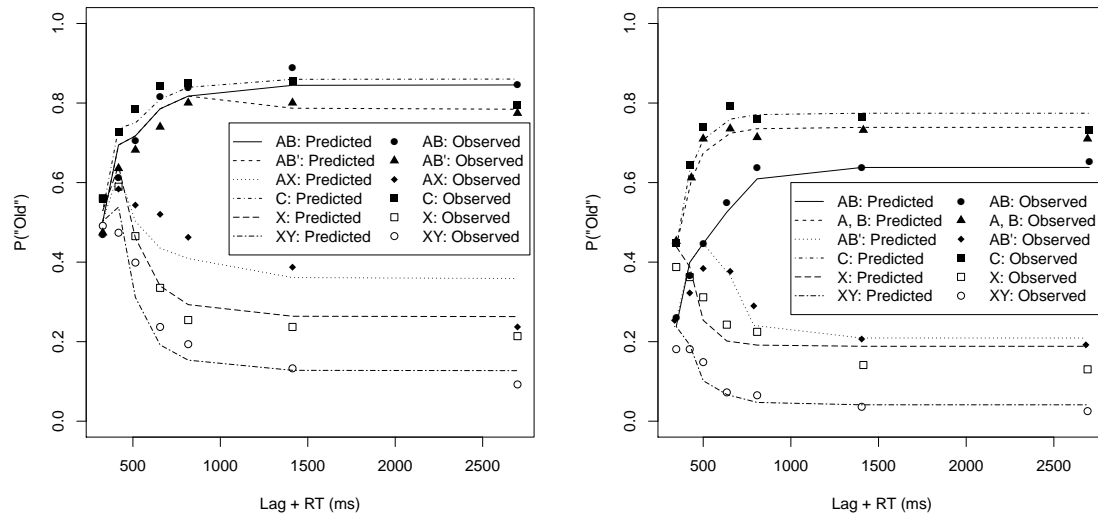 P("Old")
1.0
0.8
0.6
0.4
0.2
0.0
500 1000 1500 2000 2500
Lag + RT (ms)
AB: Predicted AB: Observed
AB': Predicted AB': Observed
AX: Predicted AX: Observed
C: Predicted C: Observed
X: Predicted X: Observed
XY: Predicted XY: Observed
P("Old")
1.0
0.8
0.6
0.4
0.2
0.0
500 1000 1500 2000 2500
Lag + RT (ms)
AB: Predicted AB: Observed
A, B: Predicted A, B: Observed
AB': Predicted AB': Observed
C: Predicted C: Observed
X: Predicted X: Observed
XY: Predicted XY: Observed